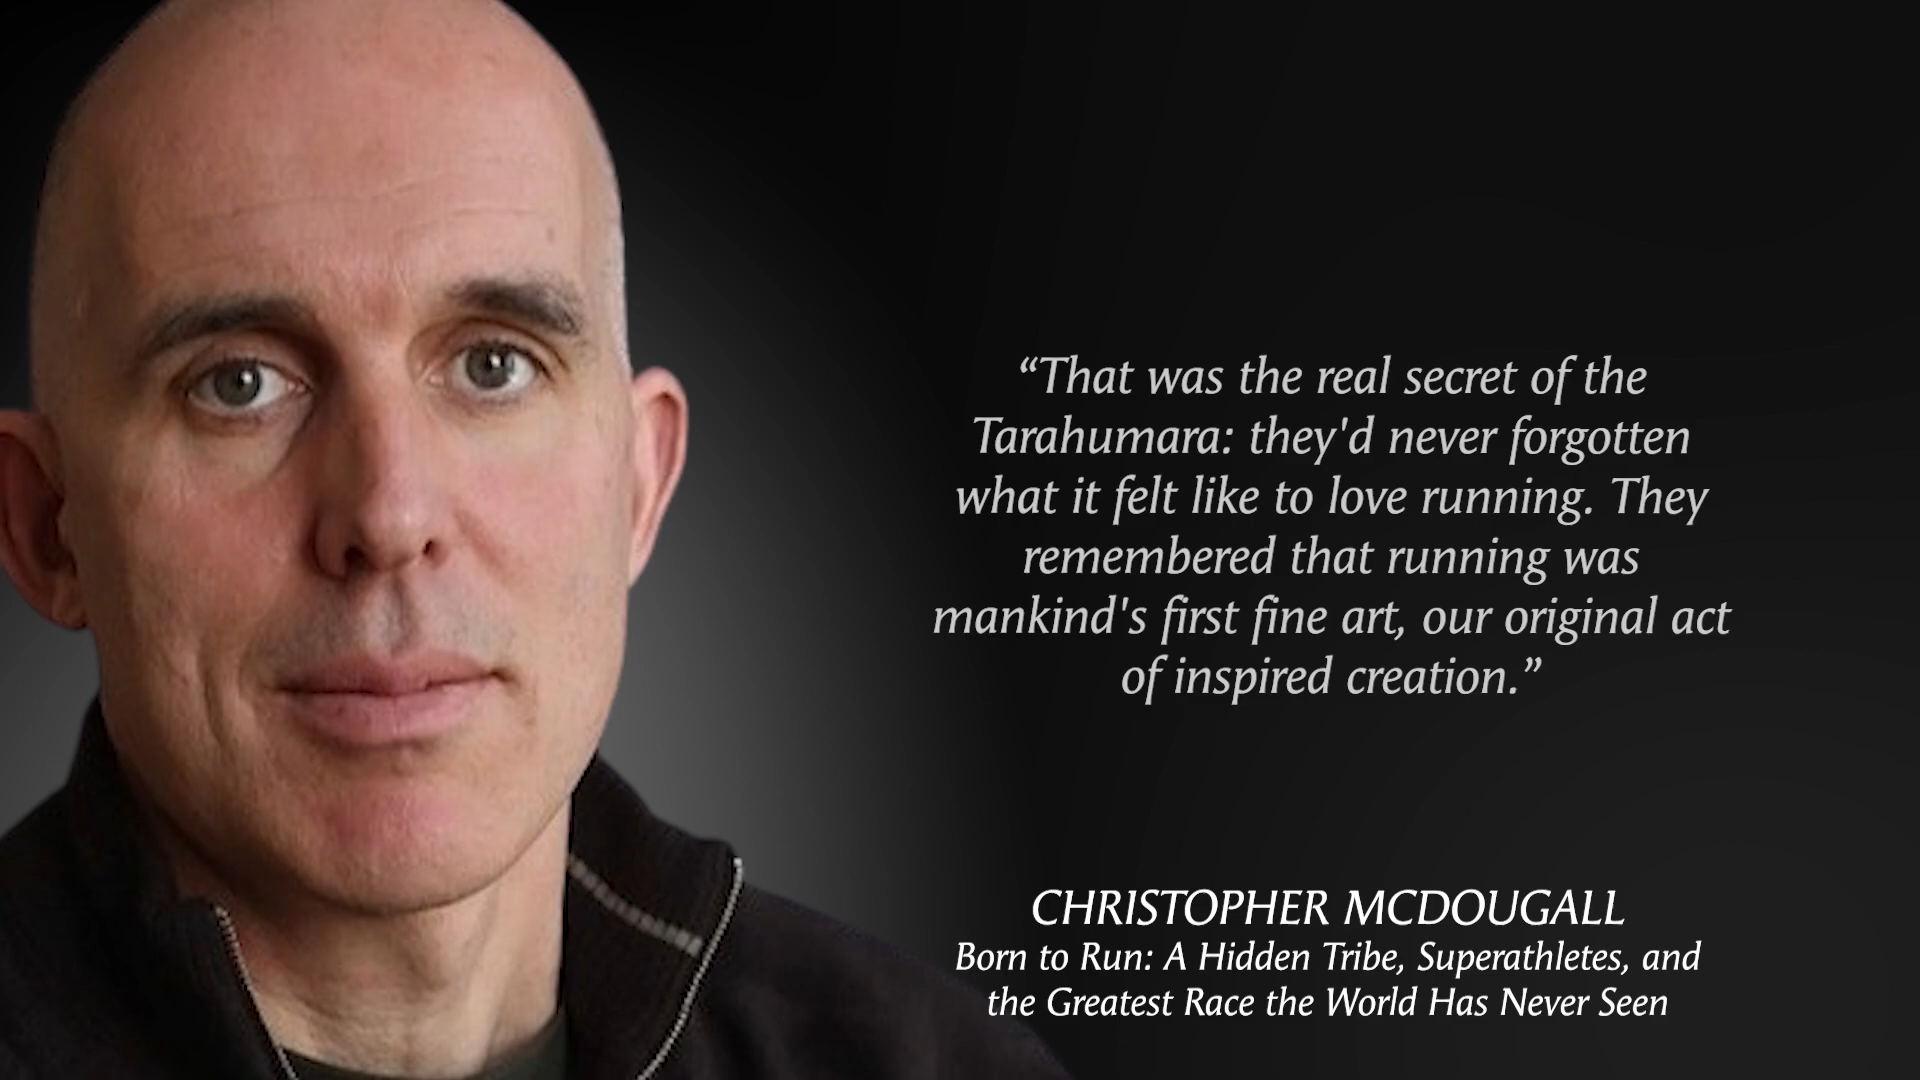 “That was the real secret of the
Tarahumara: they'd never forgotten
what it felt like to love running. They
remembered that running was
mankind's first fine art, our original act
of inspired creation.”
CHRISTOPHER MCDOUGALL
Born to Run: A Hidden Tribe, Superathletes, and
the Greatest Race the World Has Never Seen